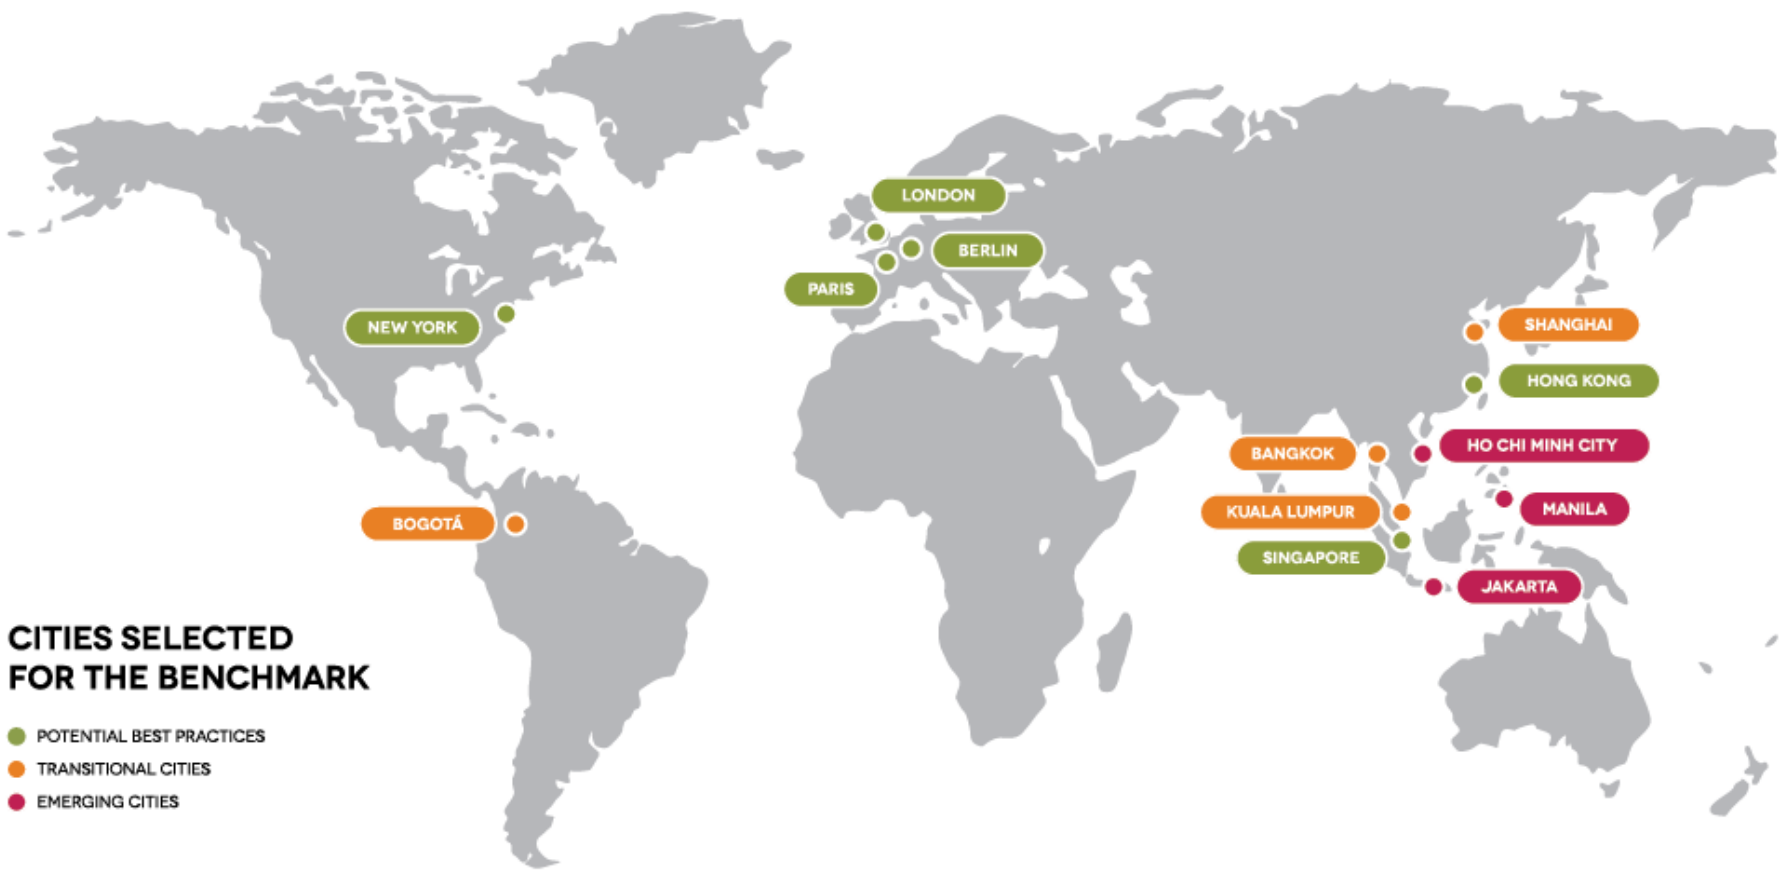 LONDON
BERLIN
PARIS
NEW YORK
SHANGHAI
HONG KONG
HO CHI MINH CITY
BANGKOK
KUALA LUMPUR
MANILA
BOGOTÁ
SINGAPORE
JAKARTA
CITIES SELECTED
FOR THE BENCHMARK
POTENTIAL BEST PRACTICES
TRANSITIONAL CITIES
EMERGING CITIES